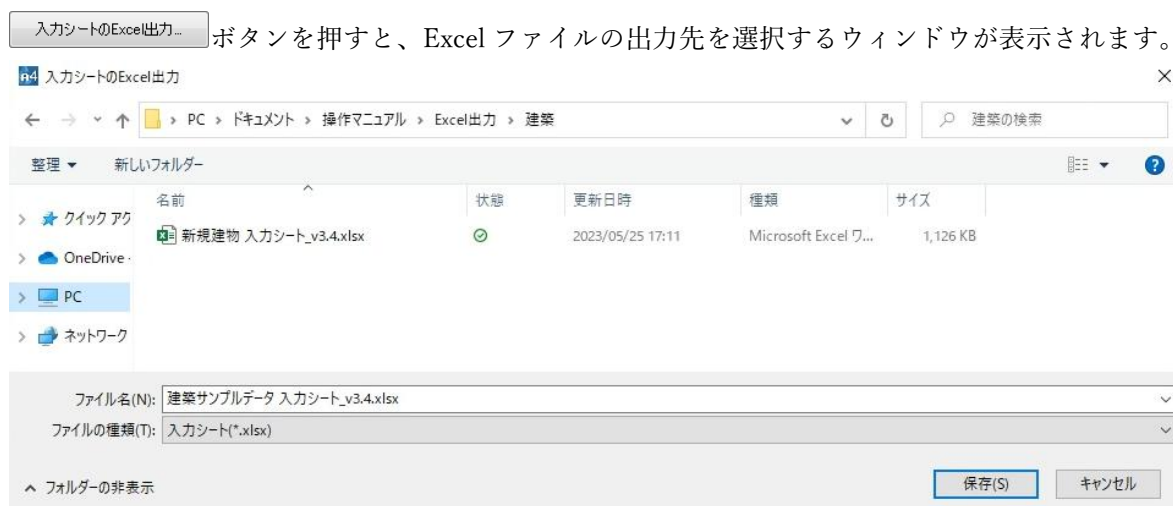 入力シートのExcel出力... ボタンを押すと、Excel ファイルの出力先を選択するウィンドウが表示されます。
A4 入力シートのExcel出力
PC › ドキュメント › 操作マニュアル › Excel出力 › 建築 建築の検索
整理 新しいフォルダー
名前 状態 更新日時 種類 サイズ
クイック アク
新規建物 入力シート_v3.4.xlsx 2023/05/25 17:11 Microsoft Excel ワ... 1,126 KB
OneDrive -
PC
ネットワーク
ファイル名(N): 建築サンプルデータ 入力シート_v3.4.xlsx
ファイルの種類(T): 入力シート(*.xlsx)
フォルダーの非表示 保存(S) キャンセル